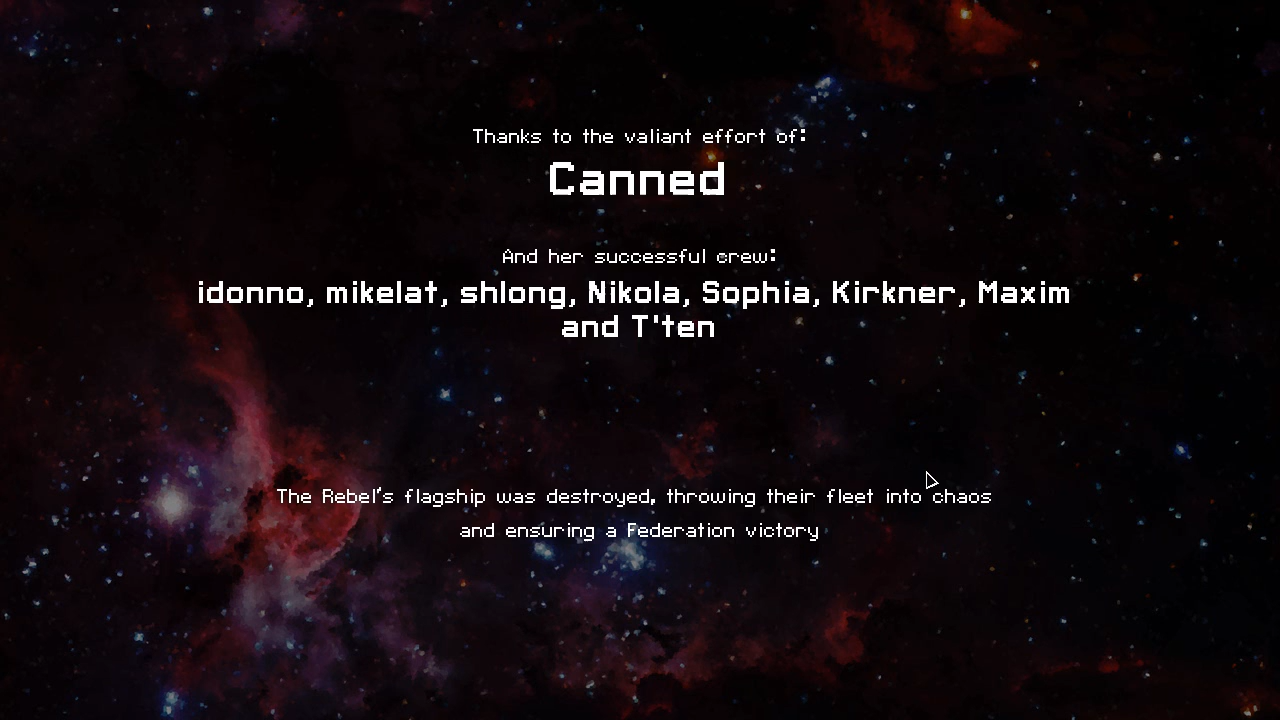 Thanks to the valiant effort of:
Canned
And her successful crew:
idonno, mikelat, shlong, Nikola, Sophia, Kirkner, Maxim
and T'ten
The Rebel's flagship was destroyed, throwing their fleet into chaos
and ensuring a Federation victory